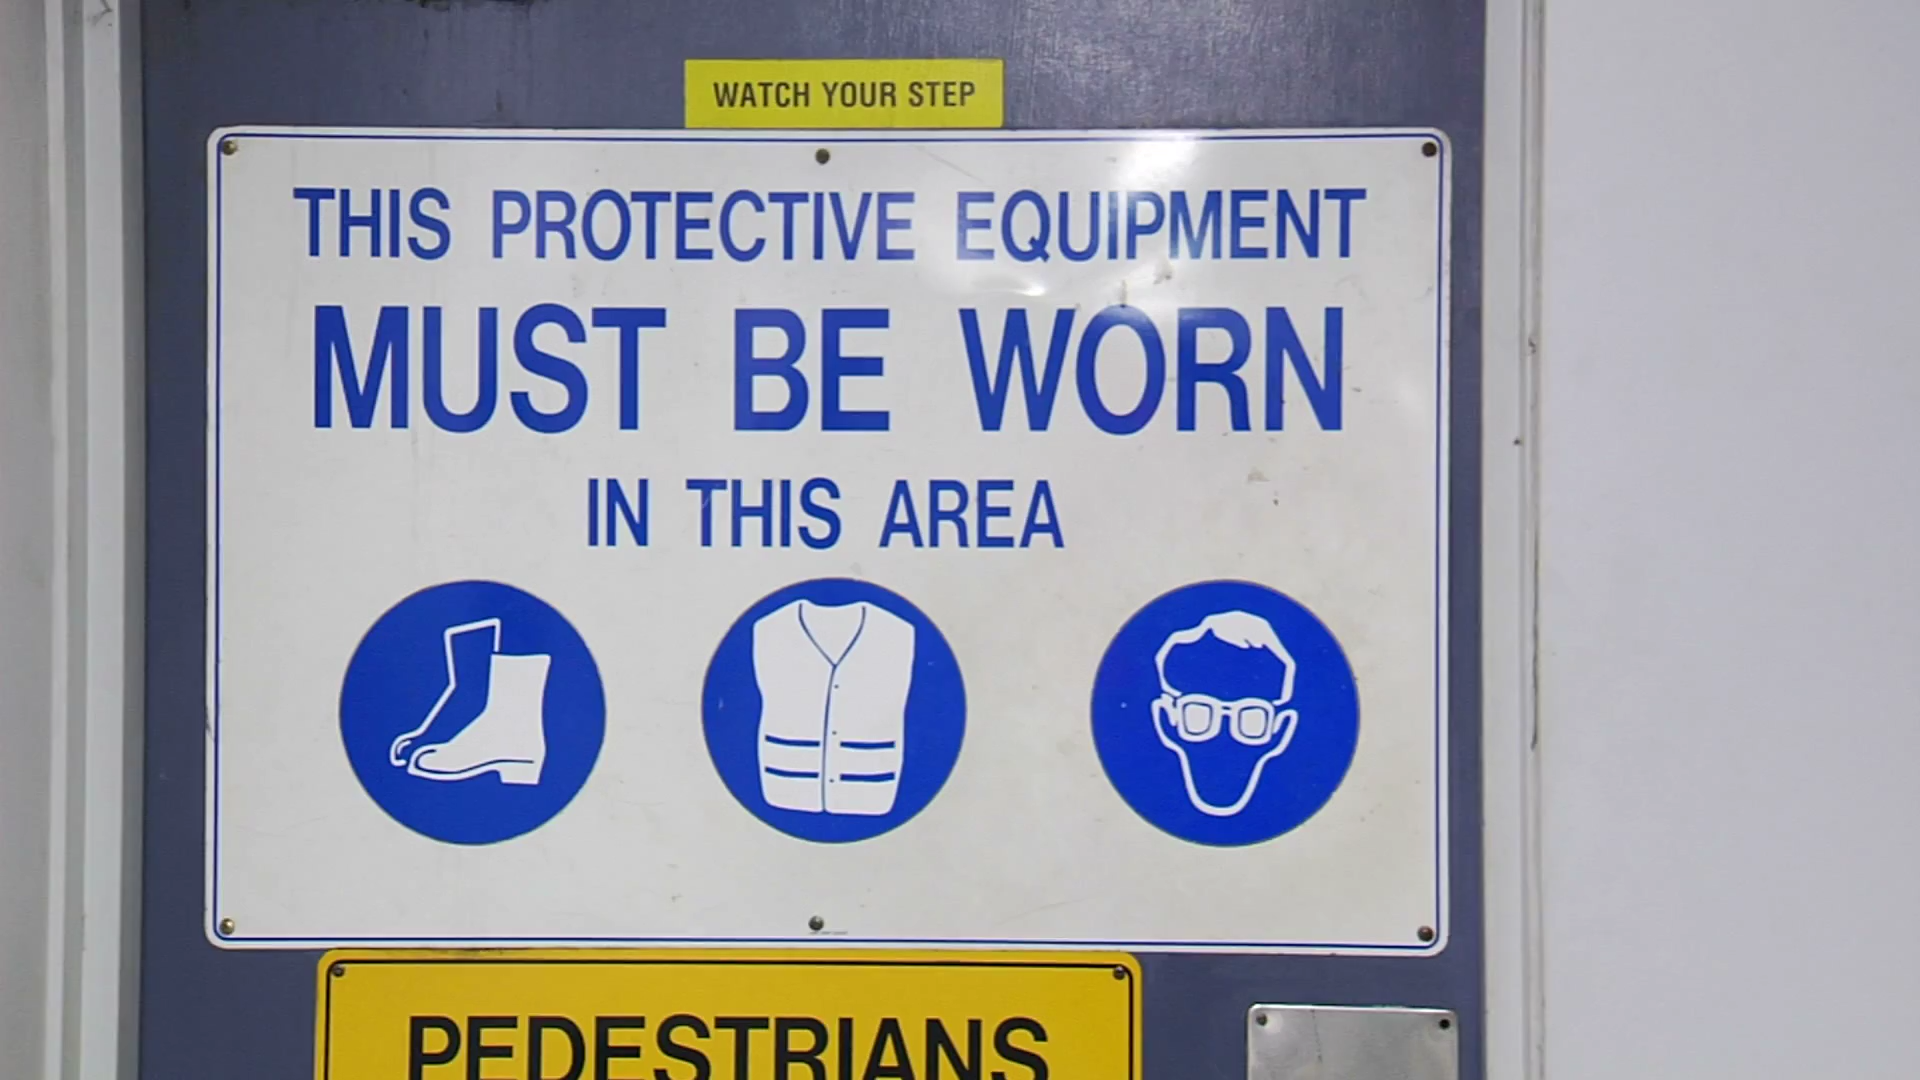 WATCH YOUR STEP
THIS PROTECTIVE EQUIPMENT
MUST BE WORN
IN THIS AREA
PEDESTRIANS